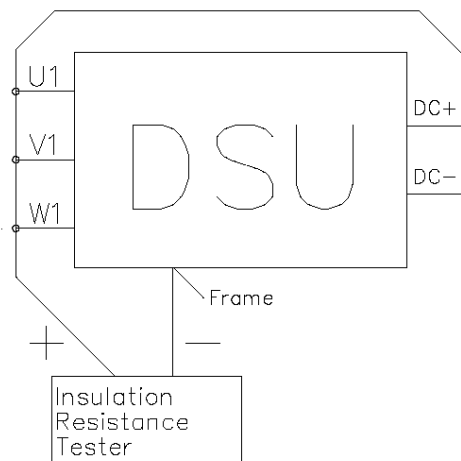 U1
DC+
V1
DSU
DC-
W1
Frame
+
-
Insulation
Resistance
Tester